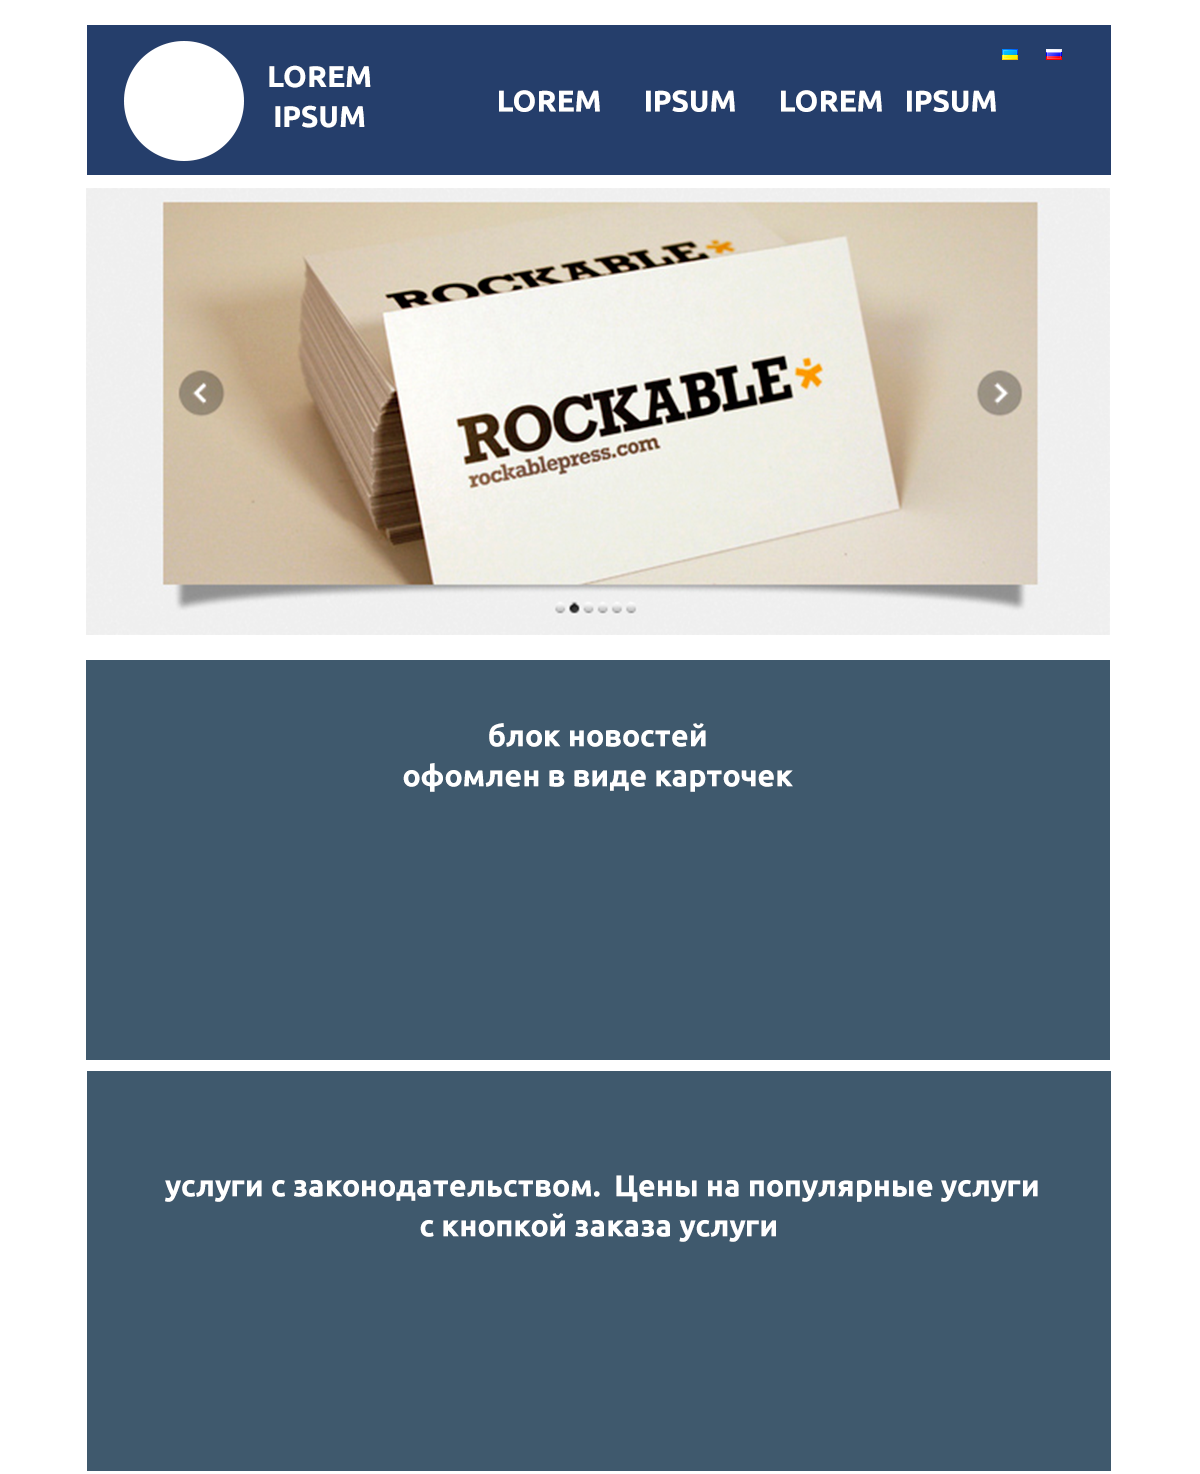 LOREM
IPSUM
LOREM IPSUM LOREM IPSUM
ROCKABLE*
ROCKABLE*
rockablepress.com
блок новостей
офомлен в виде карточек
услуги с законодательством. Цены на популярные услуги
с кнопкой заказа услуги